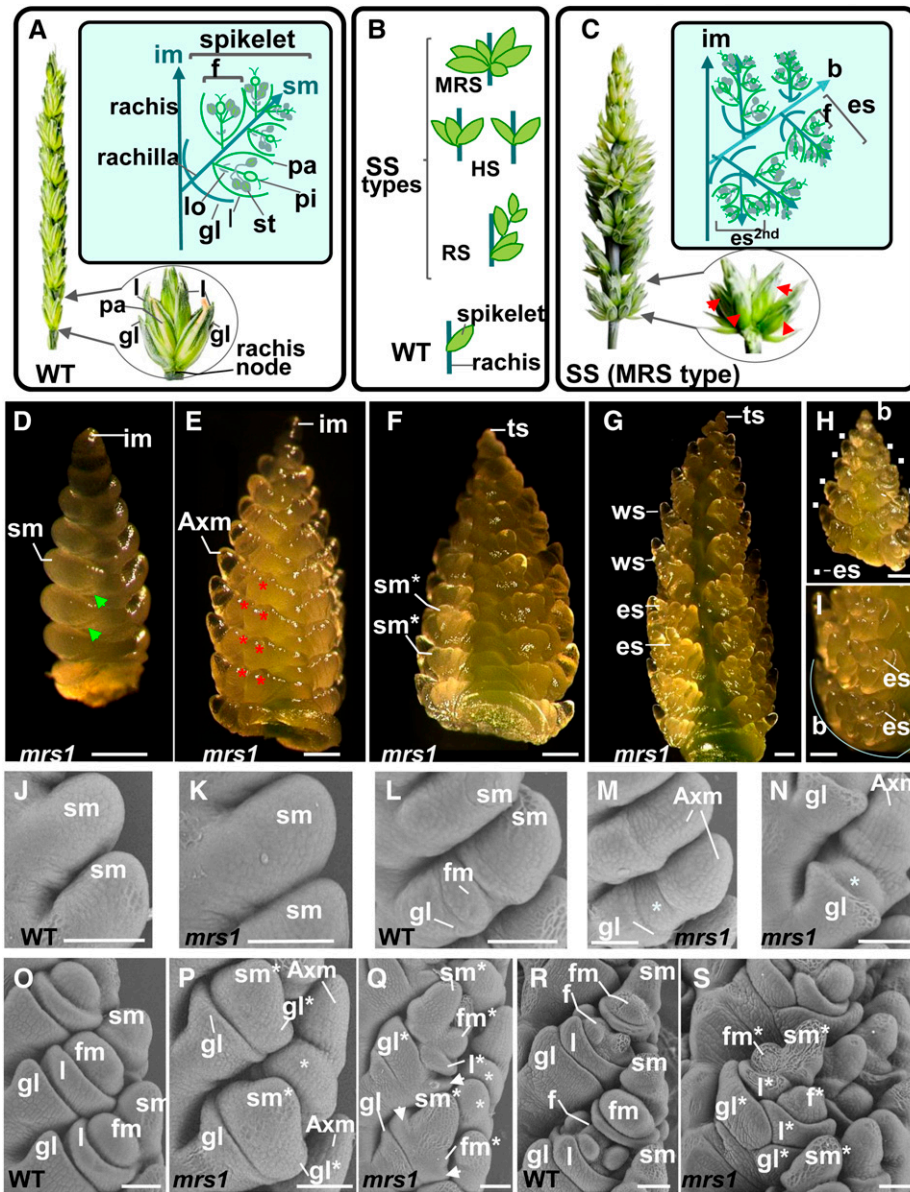 A
spikelet
im
f
sm
rachis
rachilla
pa
pi
lo
l
st
gl
l
l
pa
gl
gl
rachis
node
WT
B
MRS
SS
types
HS
RS
spikelet
WT
rachis
C
im
b
es
f
es2nd
SS (MRS type)
D
im
sm
mrs1
E
im
Axm
*
*
*
*
*
*
*
mrs1
F
ts
sm*
sm*
mrs1
G
ts
ws
ws
es
es
mrs1
H
b
es
I
es
es
b
J
sm
sm
WT
K
sm
sm
mrs1
L
sm
sm
fm
gl
WT
M
Axm
*
gl
mrs1
N
gl
Axm
*
gl
O
sm
fm
l
sm
gl
l
fm
WT
P
sm*
Axm
gl*
gl
*
sm*
gl
Axm
gl*
mrs1
Q
sm*
fm*
gl*
l*
*
gl
sm*
*
fm*
mrs1
R
fm
sm
f
gl
l
sm
f
fm
gl
l
WT
S
fm*
sm*
l*
gl*
f*
l*
gl*
sm*
mrs1